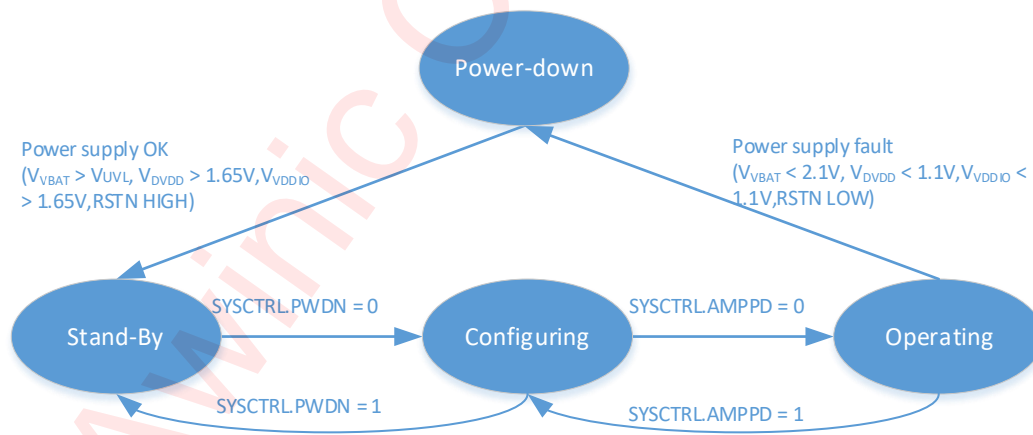 Power-down
Power supply OK
(VVBAT > VUVL, VDVDD > 1.65V,VVDDIO
> 1.65V,RSTN HIGH)
Power supply fault
(VVBAT < 2.1V, VDVDD < 1.1V,VVDDIO <
1.1V,RSTN LOW)
Stand-By
SYSCTRL.PWDN = 0
Configuring
SYSCTRL.AMPPD = 0
Operating
SYSCTRL.PWDN = 1
SYSCTRL.AMPPD = 1
awinic C